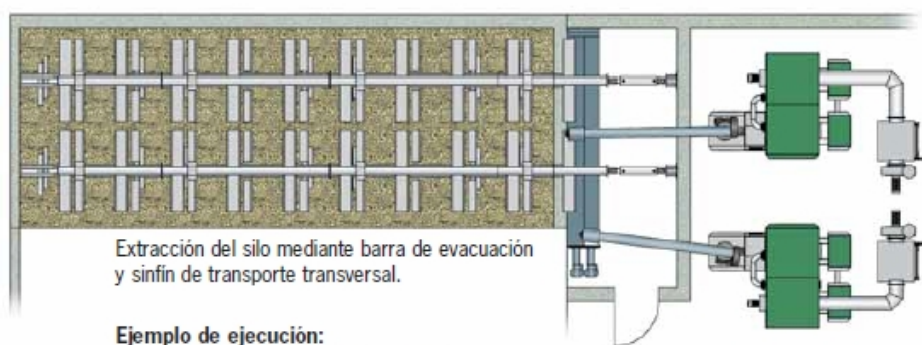 Extracción del silo mediante barra de evacuación
y sinfín de transporte transversal.
Ejemplo de ejecución: